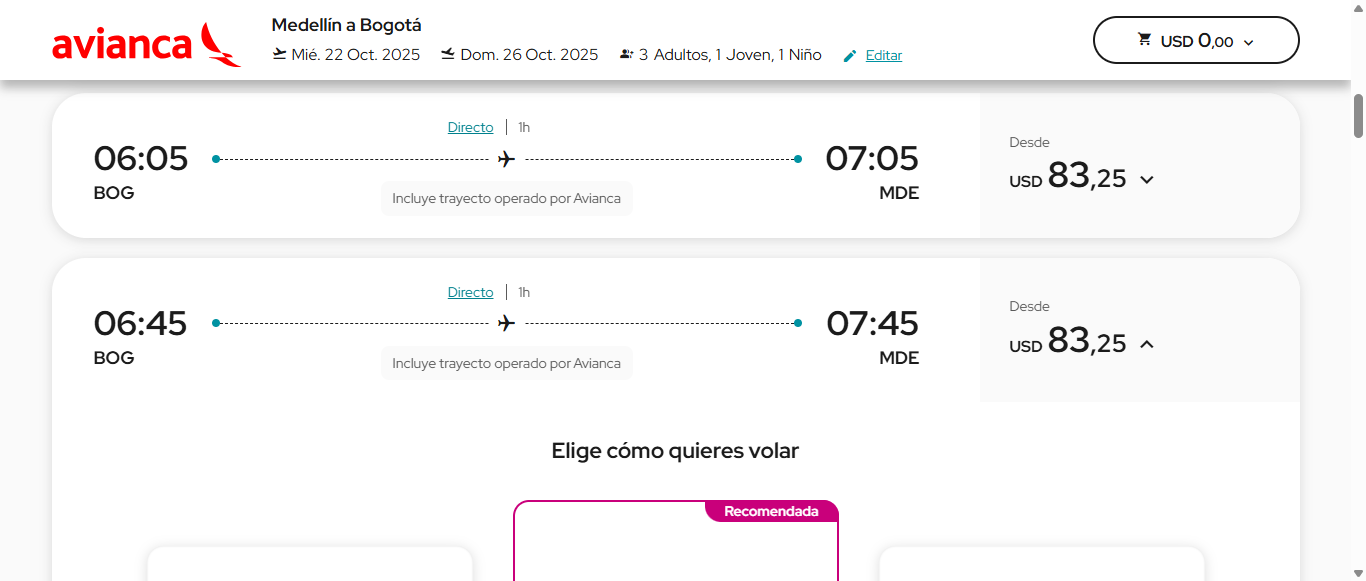 avianca
Medellín a Bogotá
Mié. 22 Oct. 2025 Dom. 26 Oct. 2025 3 Adultos, 1 Joven, 1 Niño Editar
USD 0,00
Directo | 1h
06:05 07:05
BOG MDE
Incluye trayecto operado por Avianca
Desde
USD 83,25
Directo | 1h
06:45 07:45
BOG MDE
Incluye trayecto operado por Avianca
Desde
USD 83,25
Elige cómo quieres volar
Recomendada